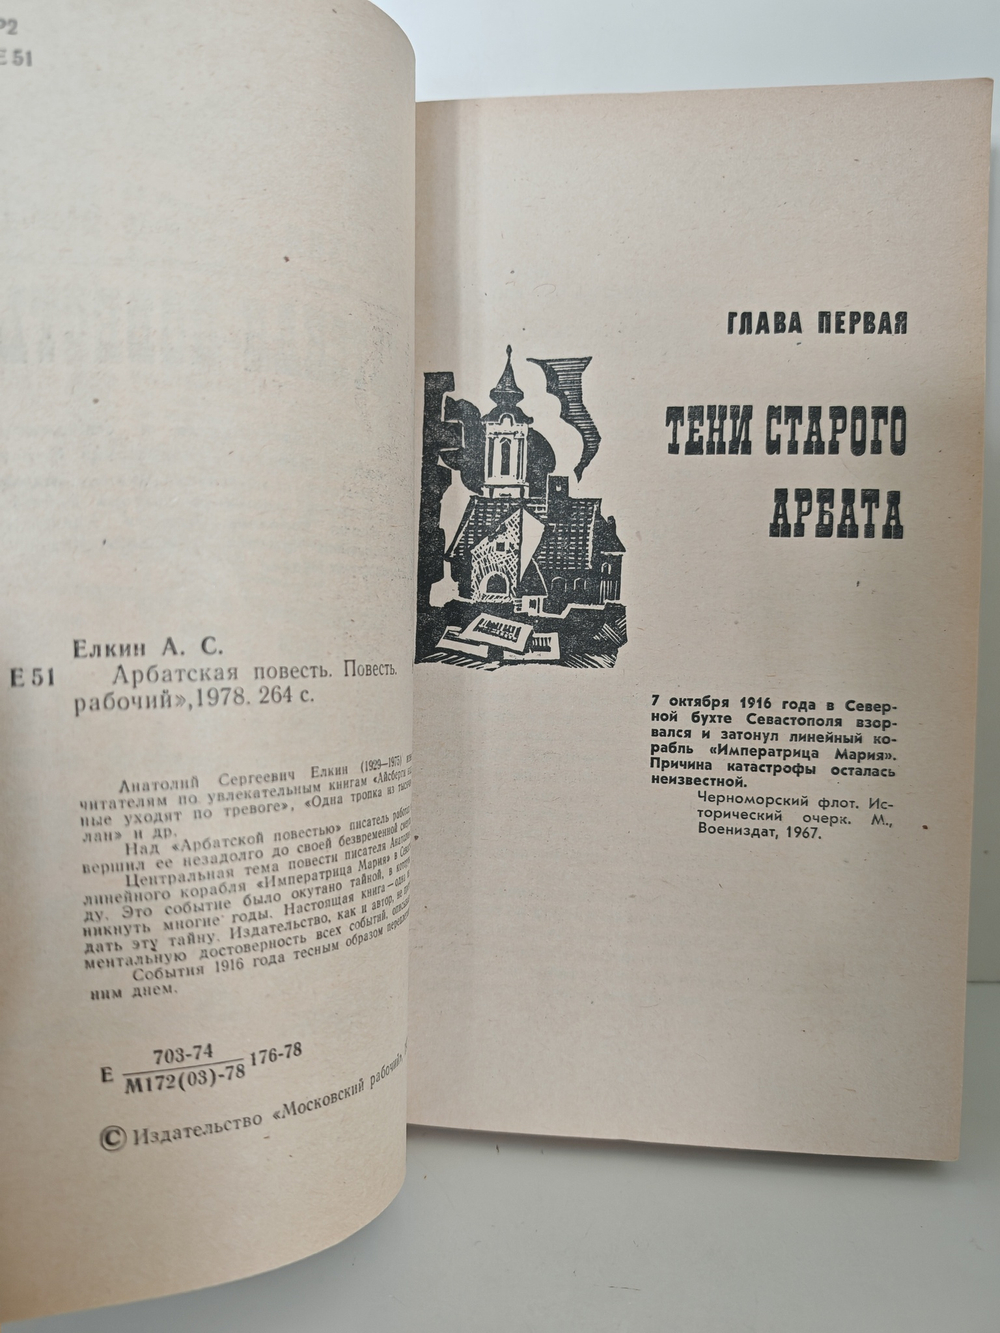 Р2
Е 51
Елкин А. С.
Е 51 Арбатская повесть. Повесть.
рабочий», 1978. 264 с.
Анатолий Сергеевич Елкин (1929—1975)
читателям по увлекательным книгам «Айсберги
ные уходят по тревоге», «Одна тропка из тысячи
лан» и др.
Над «Арбатской повестью» писатель
вершил ее незадолго до своей безвременной
Центральная тема повести писателя
линейного корабля «Императрица Мария» в
ду. Это событие было окутано тайной, в
никнуть многие годы. Настоящая книга — одна
дать эту тайну. Издательство, как и автор, не
ментальную достоверность всех событий,
События 1916 года тесным образом
ним днем.
Е 703-74 176-78
М172(03)-78
© Издательство «Московский рабочий»,
ГЛАВА ПЕРВАЯ
ТЕНИ СТАРОГО
АРБАТА
7 октября 1916 года в Север-
ной бухте Севастополя взор-
вался и затонул линейный ко-
рабль «Императрица Мария».
Причина катастрофы осталась
неизвестной.
Черноморский флот. Ис-
торический очерк. М.,
Воениздат, 1967.